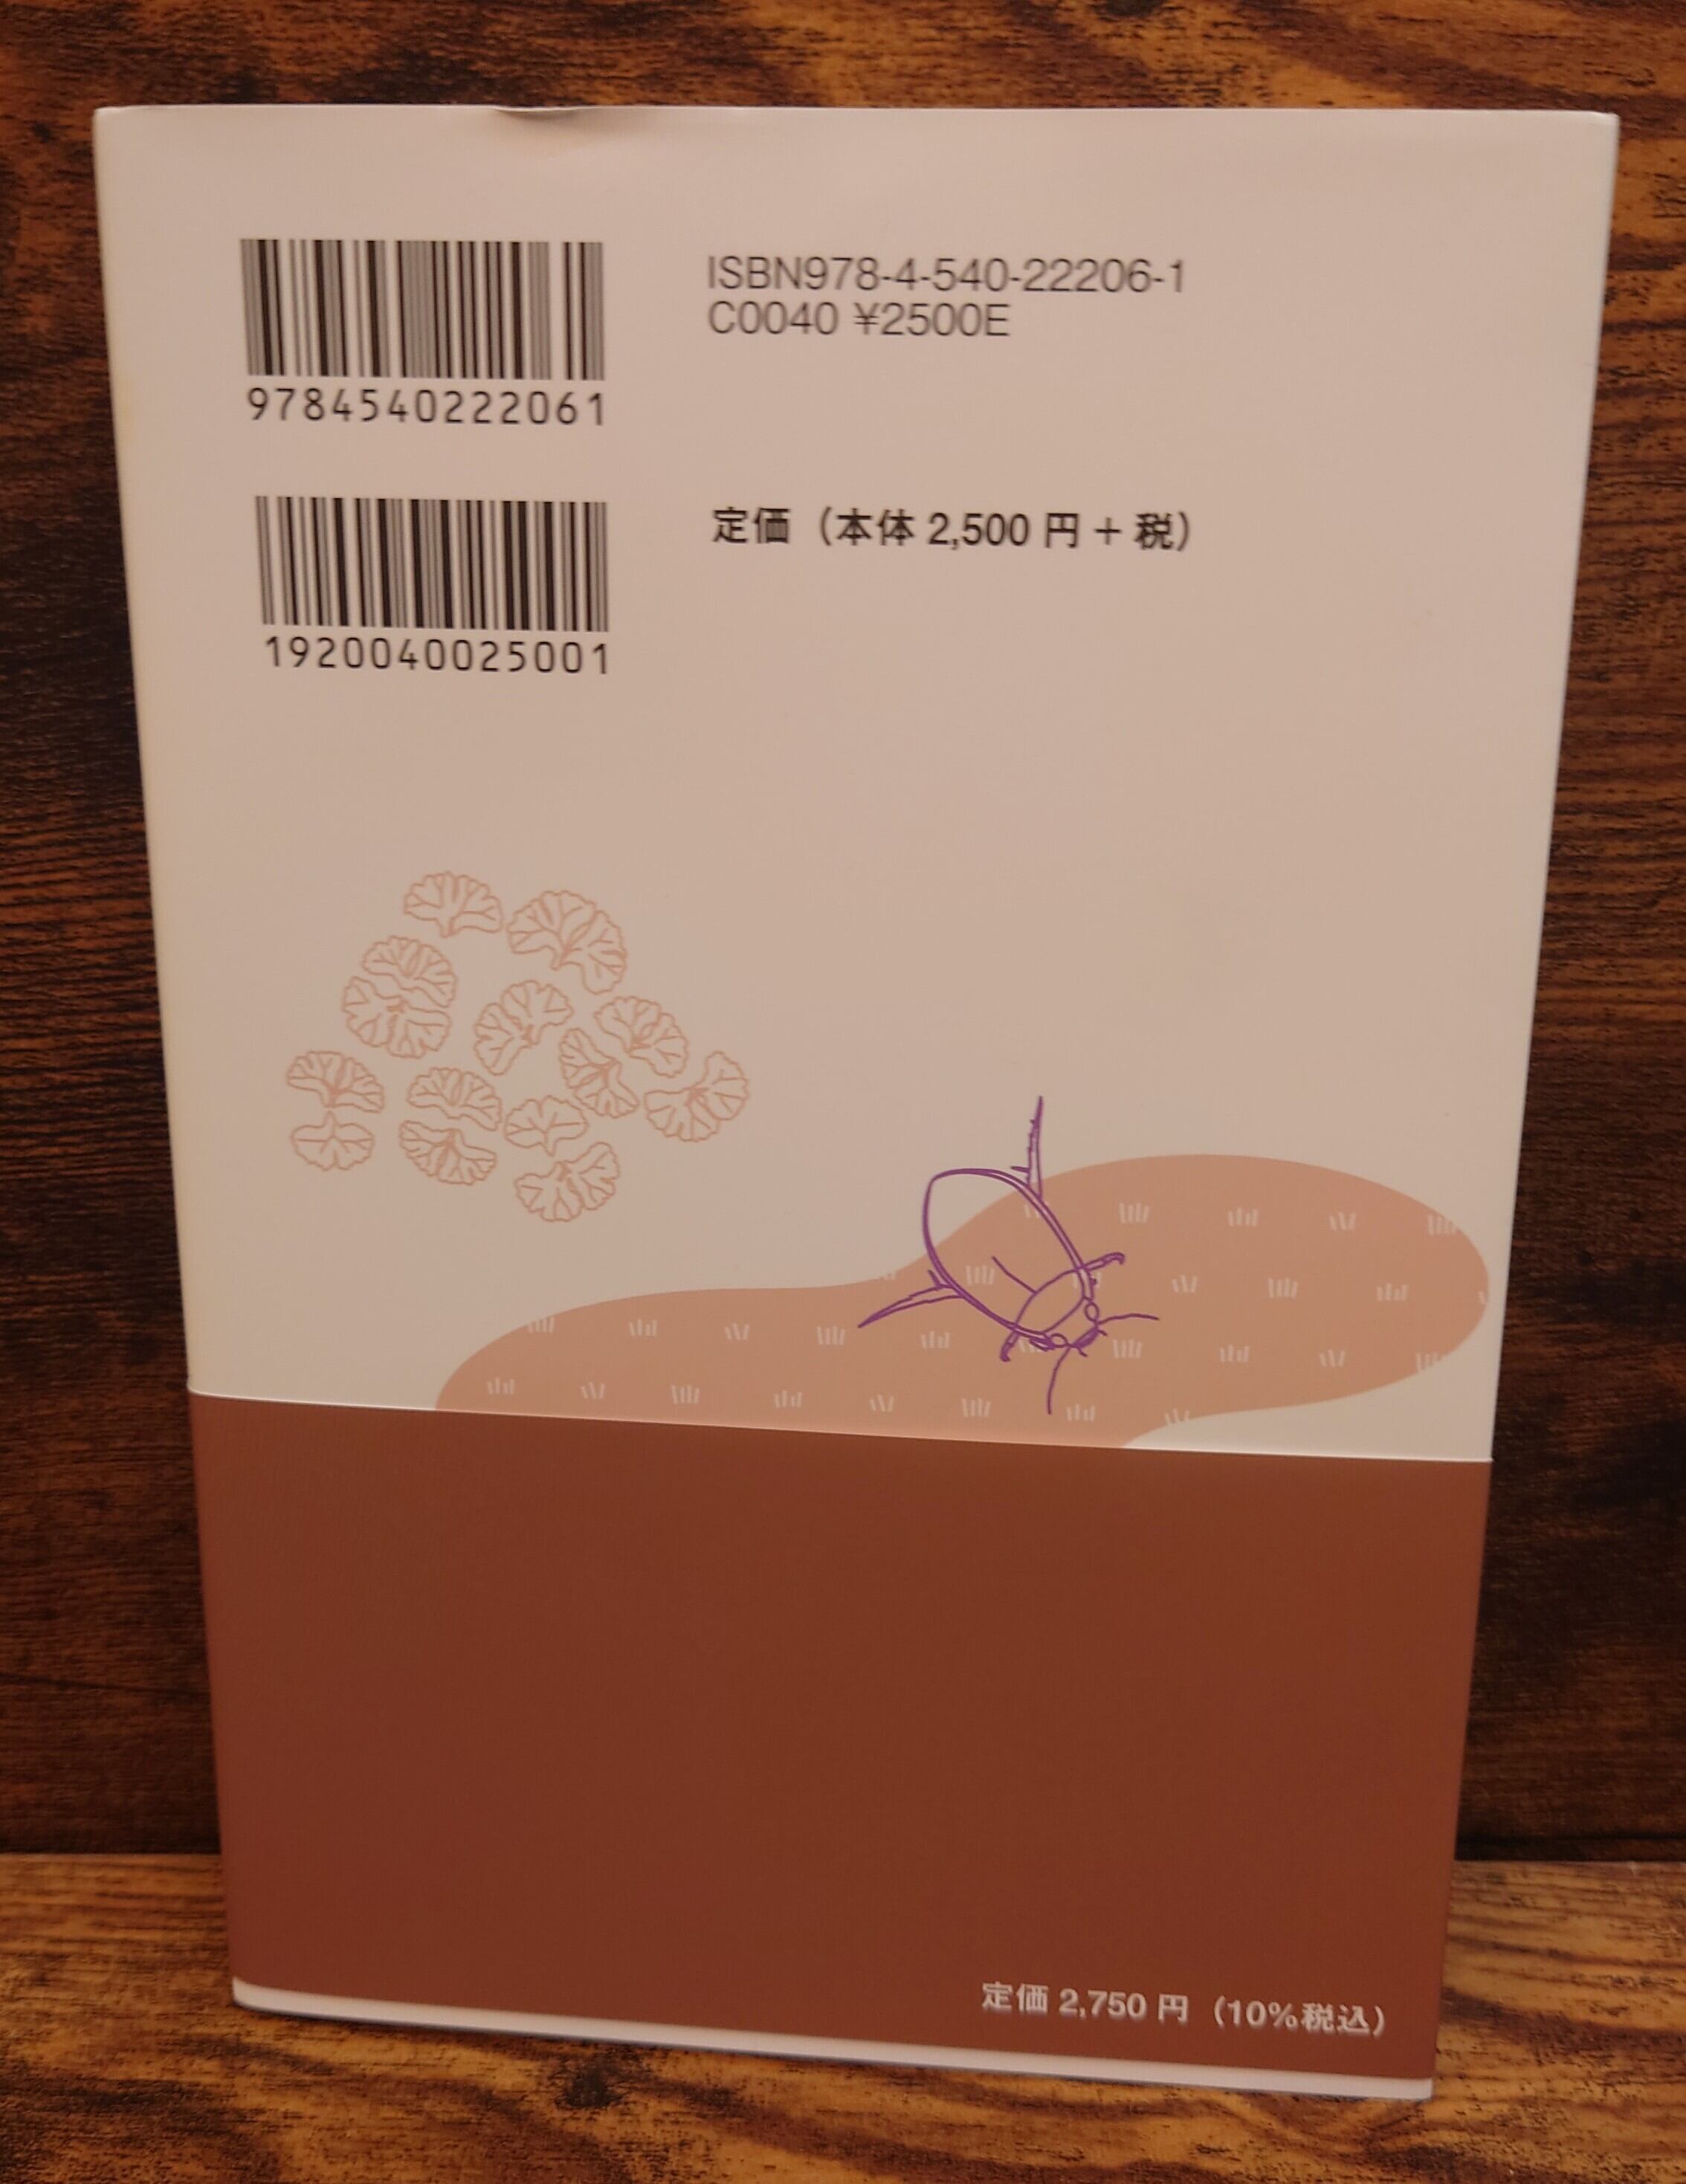 ISBN978-4-540-22206-1
C0040 ¥2500E
9784540222061
定価（本体 2,500 円 + 税）
1920040025001
定価 2,750 円（10%税込）